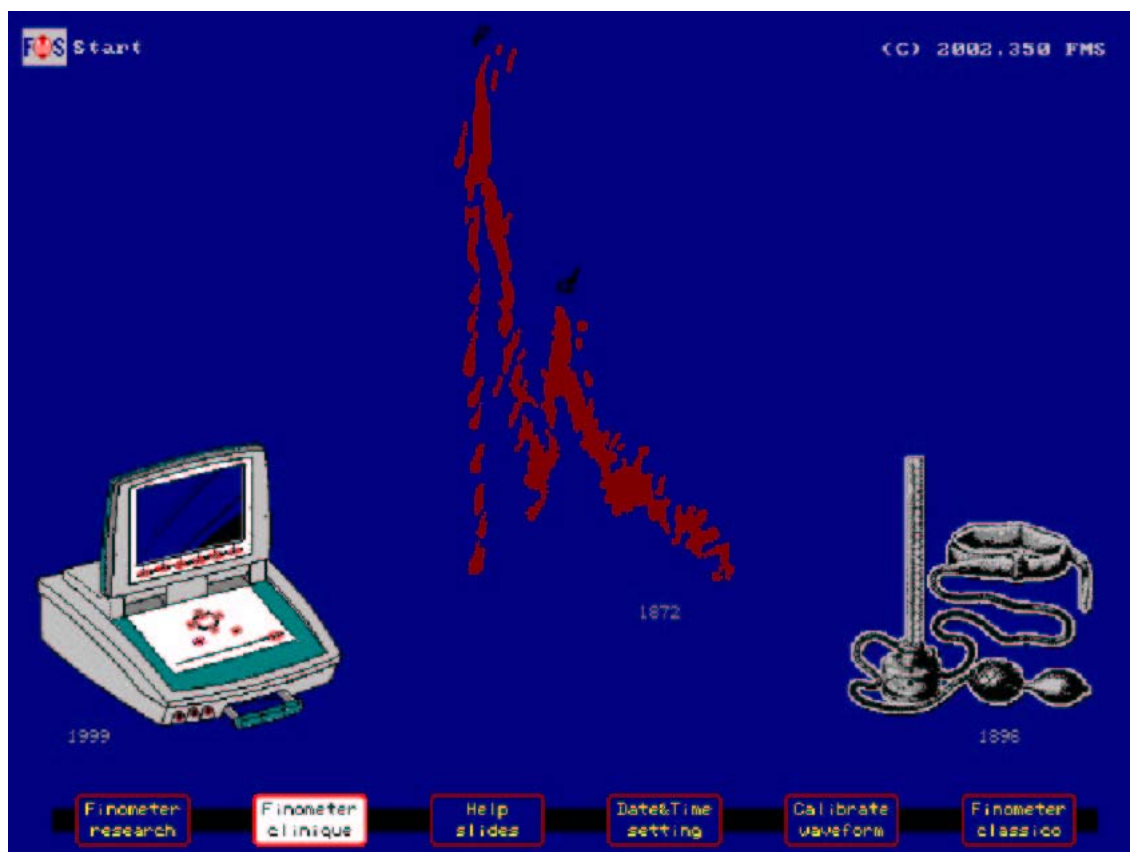 FMS Start
(C) 2002.350 FMS
1872
1999
1896
Finometer
research
Finometer
clinique
Help
slides
Date&Time
setting
Calibrate
waveform
Finometer
classico